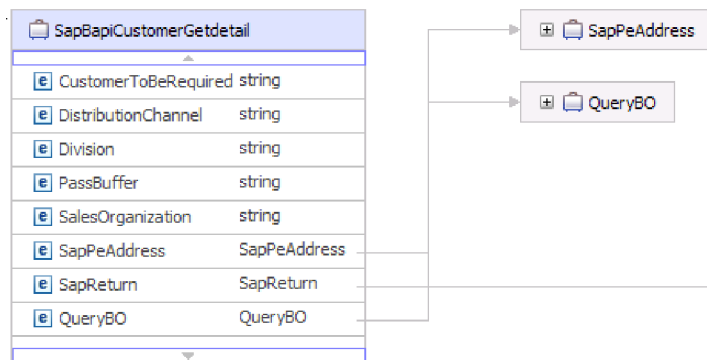 SapBapiCustomerGetdetail
CustomerToBeRequired string
DistributionChannel string
Division string
PassBuffer string
SalesOrganization string
SapPeAddress SapPeAddress
SapReturn SapReturn
QueryBO QueryBO
SapPeAddress
QueryBO